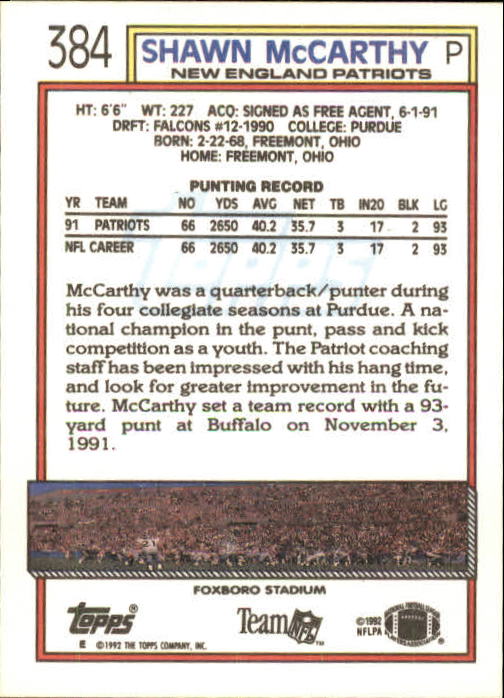 384 SHAWN McCARTHY P
NEW ENGLAND PATRIOTS
HT: 6'6" WT: 227 ACQ: SIGNED AS FREE AGENT, 6-1-91
DRFT: FALCONS #12-1990 COLLEGE: PURDUE
BORN: 2-22-68, FREEMONT, OHIO
HOME: FREEMONT, OHIO
PUNTING RECORD
YR TEAM NO YDS AVG NET TB IN20 BLK LG
91 PATRIOTS 66 2650 40.2 35.7 3 17 2 93
NFL CAREER 66 2650 40.2 35.7 3 17 2 93
McCarthy was a quarterback/punter during
his four collegiate seasons at Purdue. A na-
tional champion in the punt, pass and kick
competition as a youth. The Patriot coaching
staff has been impressed with his hang time,
and look for greater improvement in the fu-
ture. McCarthy set a team record with a 93-
yard punt at Buffalo on November 3,
1991.
FOXBORO STADIUM
Topps® Team NFL ©1992 NFLPA
E ©1992 THE TOPPS COMPANY, INC.